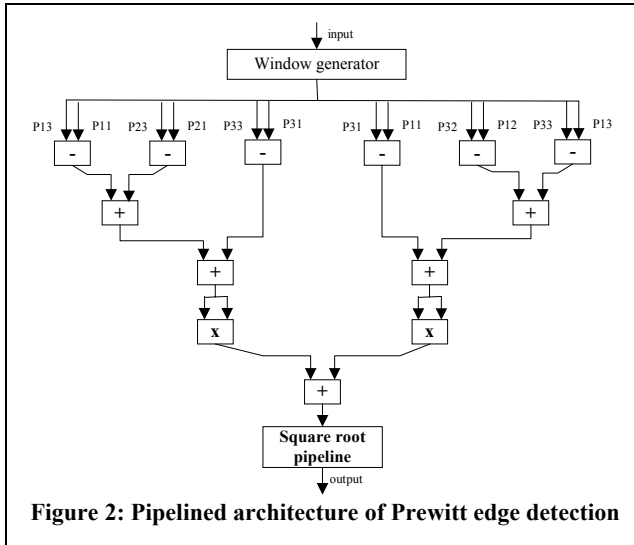 input
Window generator
P13 P11 P23 P21 P33 P31 P31 P11 P32 P12 P33 P13
- - - - - -
+ +
+ +
x x
+
Square root
pipeline
output
Figure 2: Pipelined architecture of Prewitt edge detection